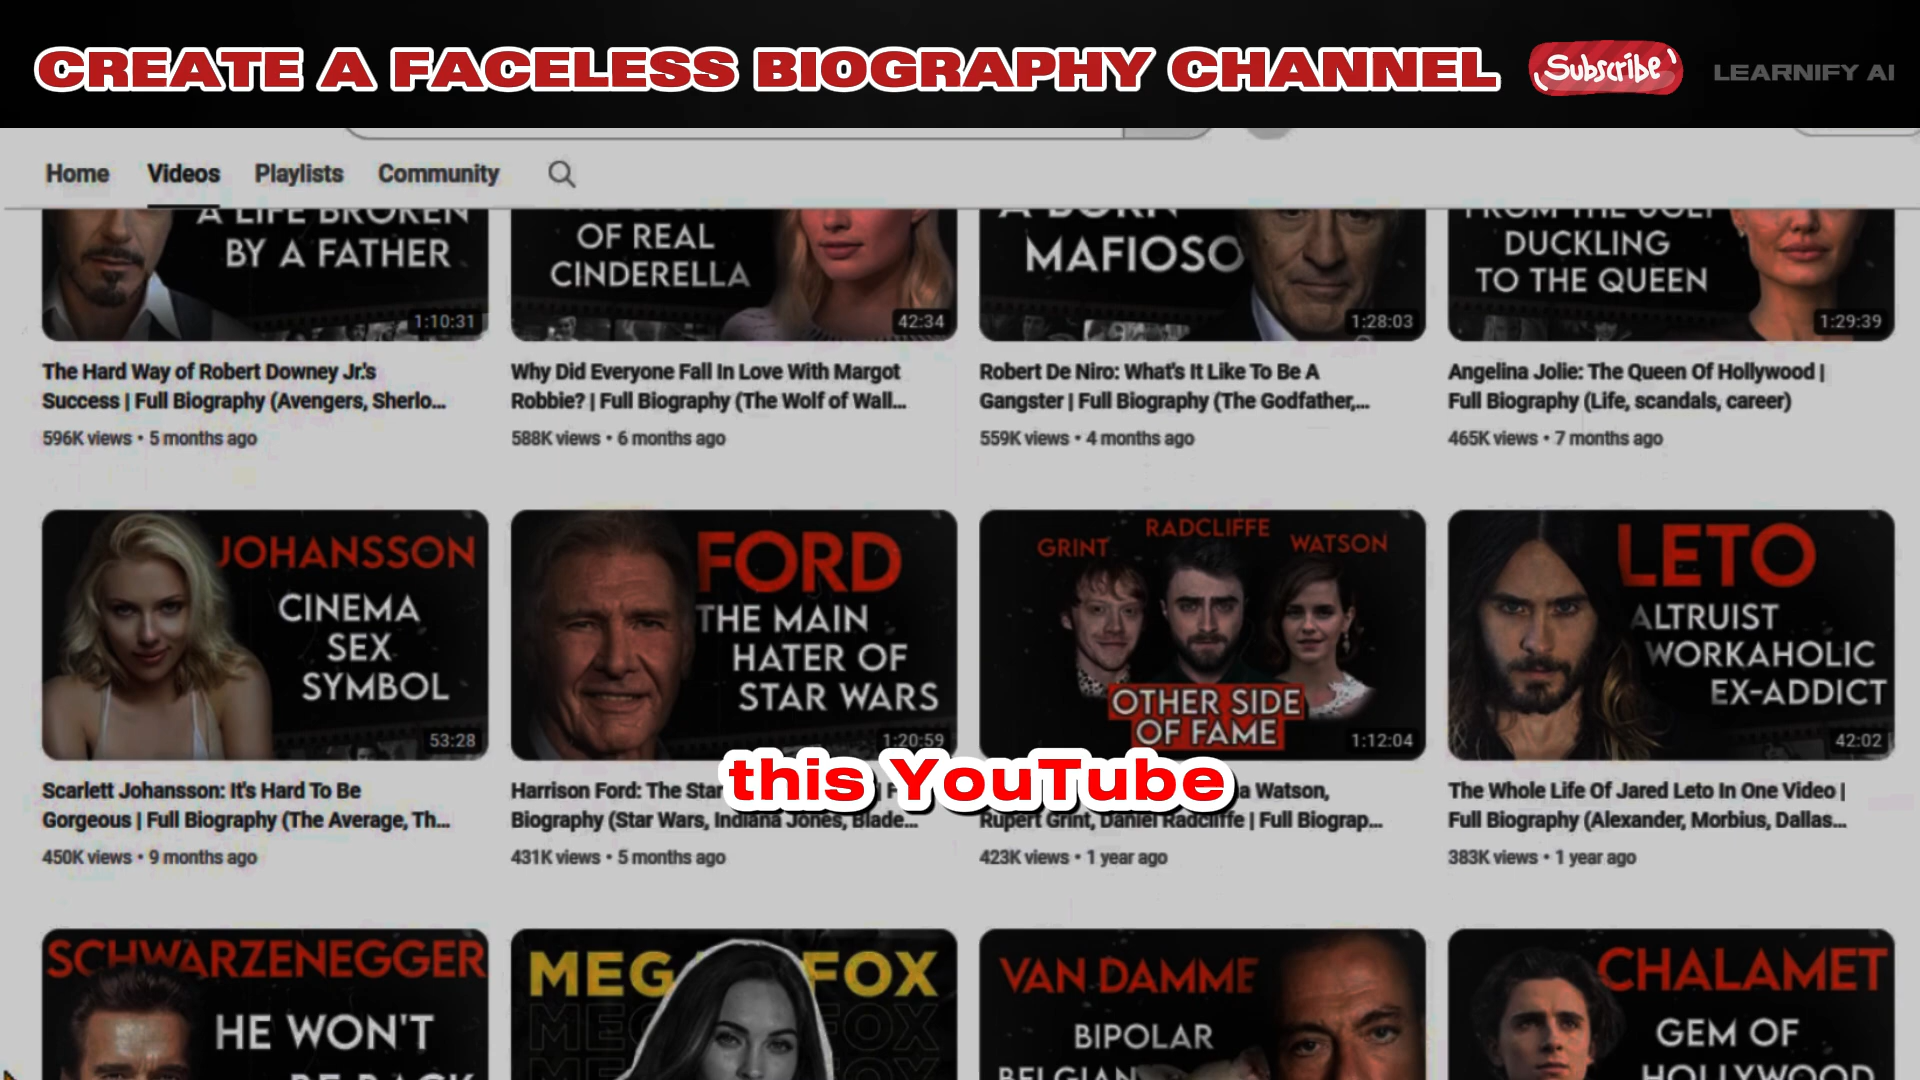 CREATE A FACELESS BIOGRAPHY CHANNEL
Subscribe
LEARNIFY AI
Home
Videos
Playlists
Community
A LIFE BROKEN
BY A FATHER
1:10:31
OF REAL
CINDERELLA
42:34
A BORN
MAFIOSO
1:28:03
FROM THE UGLY
DUCKLING
TO THE QUEEN
1:29:39
The Hard Way of Robert Downey Jr.'s
Success | Full Biography (Avengers, Sherlo...
596K views • 5 months ago
Why Did Everyone Fall In Love With Margot
Robbie? | Full Biography (The Wolf of Wall...
588K views • 6 months ago
Robert De Niro: What's It Like To Be A
Gangster | Full Biography (The Godfather,...
559K views • 4 months ago
Angelina Jolie: The Queen Of Hollywood |
Full Biography (Life, scandals, career)
465K views • 7 months ago
JOHANSSON
CINEMA
SEX
SYMBOL
53:28
FORD
THE MAIN
HATER OF
STAR WARS
1:20:59
GRINT
RADCLIFFE
WATSON
OTHER SIDE
OF FAME
1:12:04
LETO
ALTRUIST
WORKAHOLIC
EX-ADDICT
42:02
this YouTube
Scarlett Johansson: It's Hard To Be
Gorgeous | Full Biography (The Average, Th...
450K views • 9 months ago
Harrison Ford: The Star
Biography (Star Wars, Indiana Jones, Blade...
431K views • 5 months ago
Watson,
Rupert Grint, Daniel Radcliffe | Full Biograp...
423K views • 1 year ago
The Whole Life Of Jared Leto In One Video |
Full Biography (Alexander, Morbius, Dallas...
383K views • 1 year ago
SCHWARZENEGGER
HE WON'T
BE BACK
MEGAN FOX
VAN DAMME
BIPOLAR
BELGIAN
CHALAMET
GEM OF
HOLLYWOOD